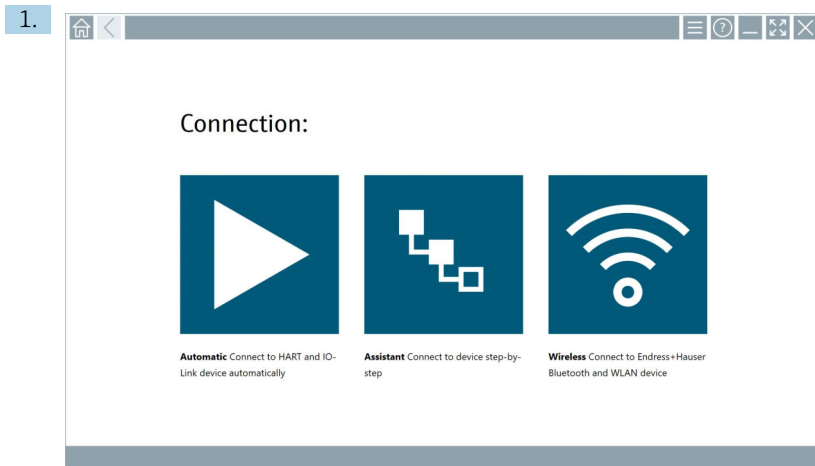 1.
Connection:
Automatic Connect to HART and IO-
Link device automatically
Assistant Connect to device step-by-
step
Wireless Connect to Endress+Hauser
Bluetooth and WLAN device